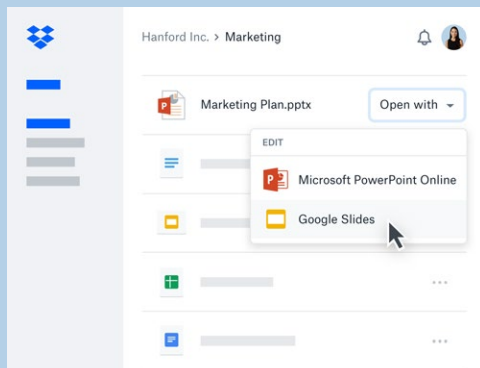 Hanford Inc. > Marketing
Marketing Plan.pptx
Open with
EDIT
Microsoft PowerPoint Online
Google Slides